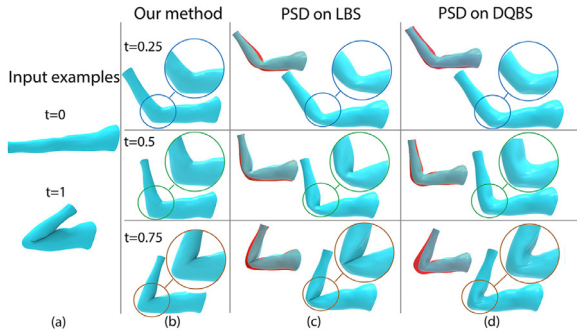 Our method
PSD on LBS
PSD on DQBS
Input examples
t=0
t=1
t=0.25
t=0.5
t=0.75
(a)
(b)
(c)
(d)